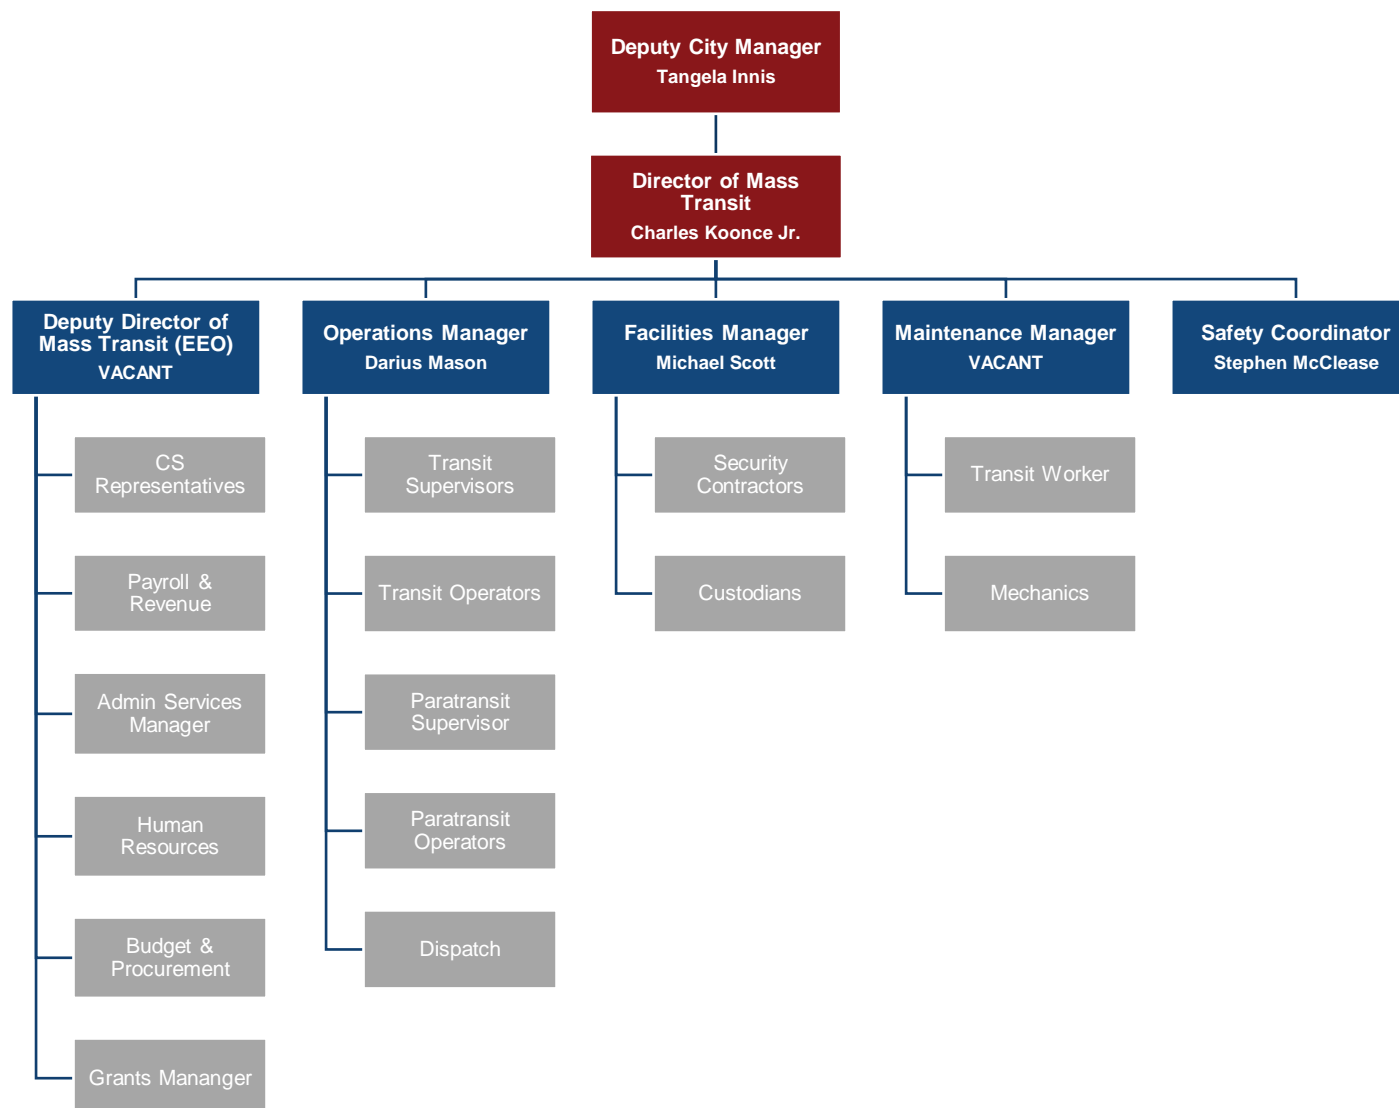 Deputy City Manager
Tangela Innis
Director of Mass
Transit
Charles Koonce Jr.
Deputy Director of
Mass Transit (EEO)
VACANT
Operations Manager
Darius Mason
Facilities Manager
Michael Scott
Maintenance Manager
VACANT
Safety Coordinator
Stephen McClease
CS
Representatives
Payroll &
Revenue
Admin Services
Manager
Human
Resources
Budget &
Procurement
Grants Mananger
Transit
Supervisors
Transit Operators
Paratransit
Supervisor
Paratransit
Operators
Dispatch
Security
Contractors
Custodians
Transit Worker
Mechanics